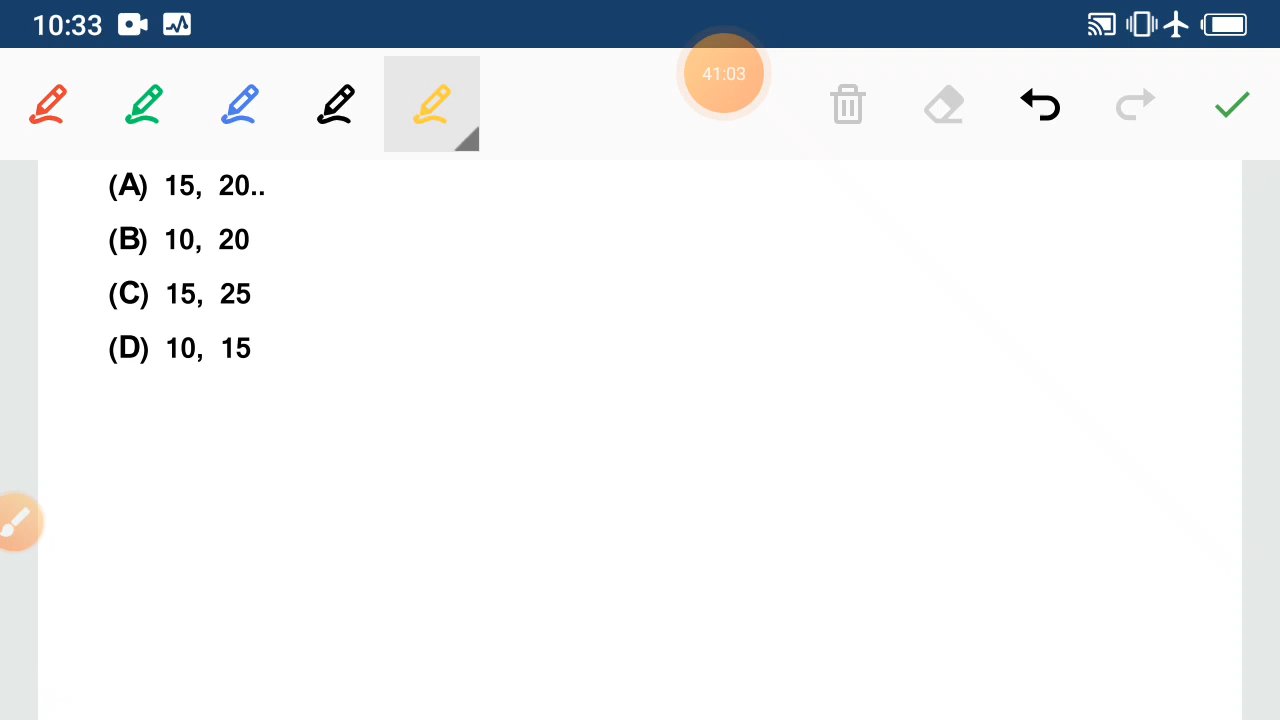 10:33
41:03
(A) 15, 20..
(B) 10, 20
(C) 15, 25
(D) 10, 15